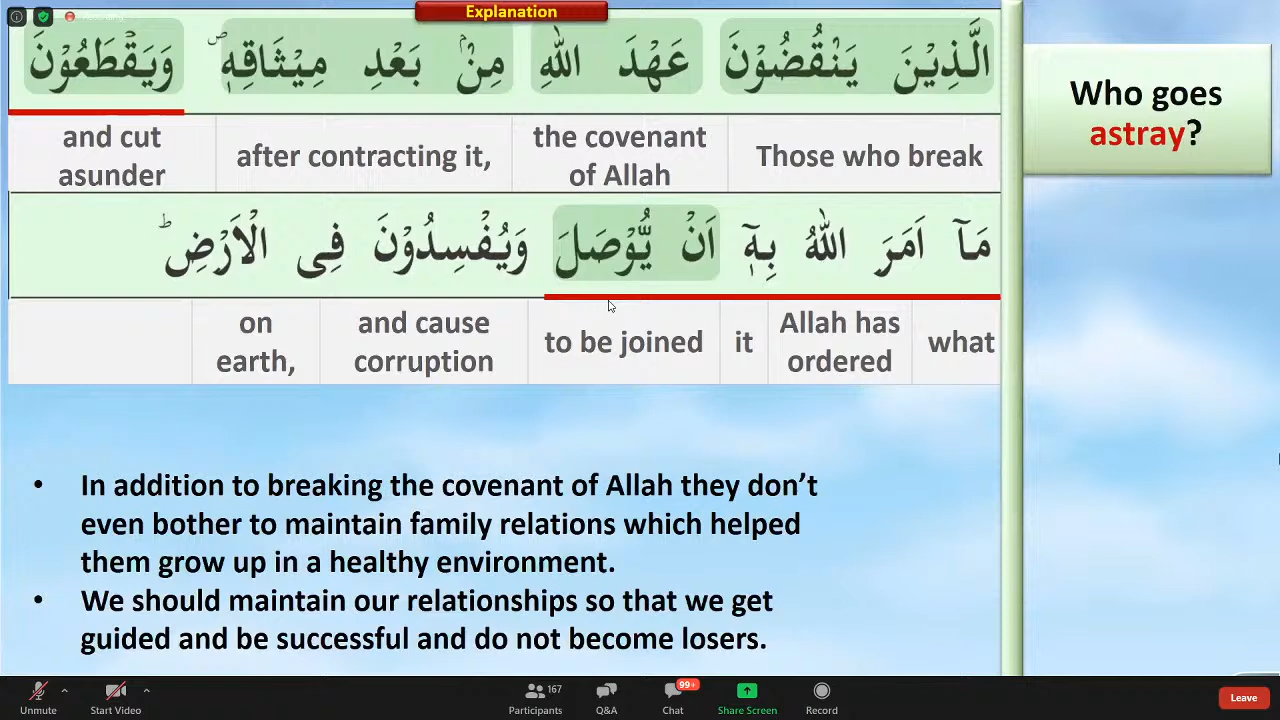 Explanation
الَّذِيْنَ يَنْقُضُوْنَ عَهْدَ اللّٰهِ مِنْۢ بَعْدِ مِيْثَاقِهٖ ۪ وَيَقْطَعُوْنَ
Those who break
the covenant
of Allah
after contracting it,
and cut
asunder
مَآ اَمَرَ اللّٰهُ بِهٖٓ اَنْ يُّوْصَلَ وَيُفْسِدُوْنَ فِى الْاَرْضِ ؕ
what
Allah has
ordered
it
to be joined
and cause
corruption
on
earth,
Who goes
astray?
• In addition to breaking the covenant of Allah they don't
even bother to maintain family relations which helped
them grow up in a healthy environment.
• We should maintain our relationships so that we get
guided and be successful and do not become losers.
Unmute
Start Video
167
Participants
Q&A
99+
Chat
Share Screen
Record
Leave